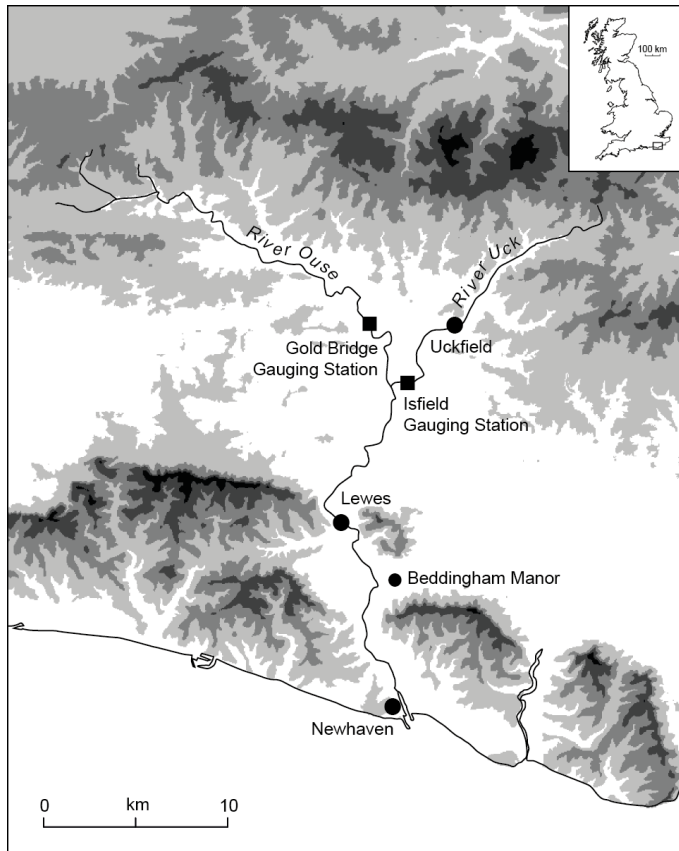 100 km
River Ouse
River Uck
Gold Bridge
Gauging Station
Uckfield
Isfield
Gauging Station
Lewes
Beddingham Manor
Newhaven
0 km 10